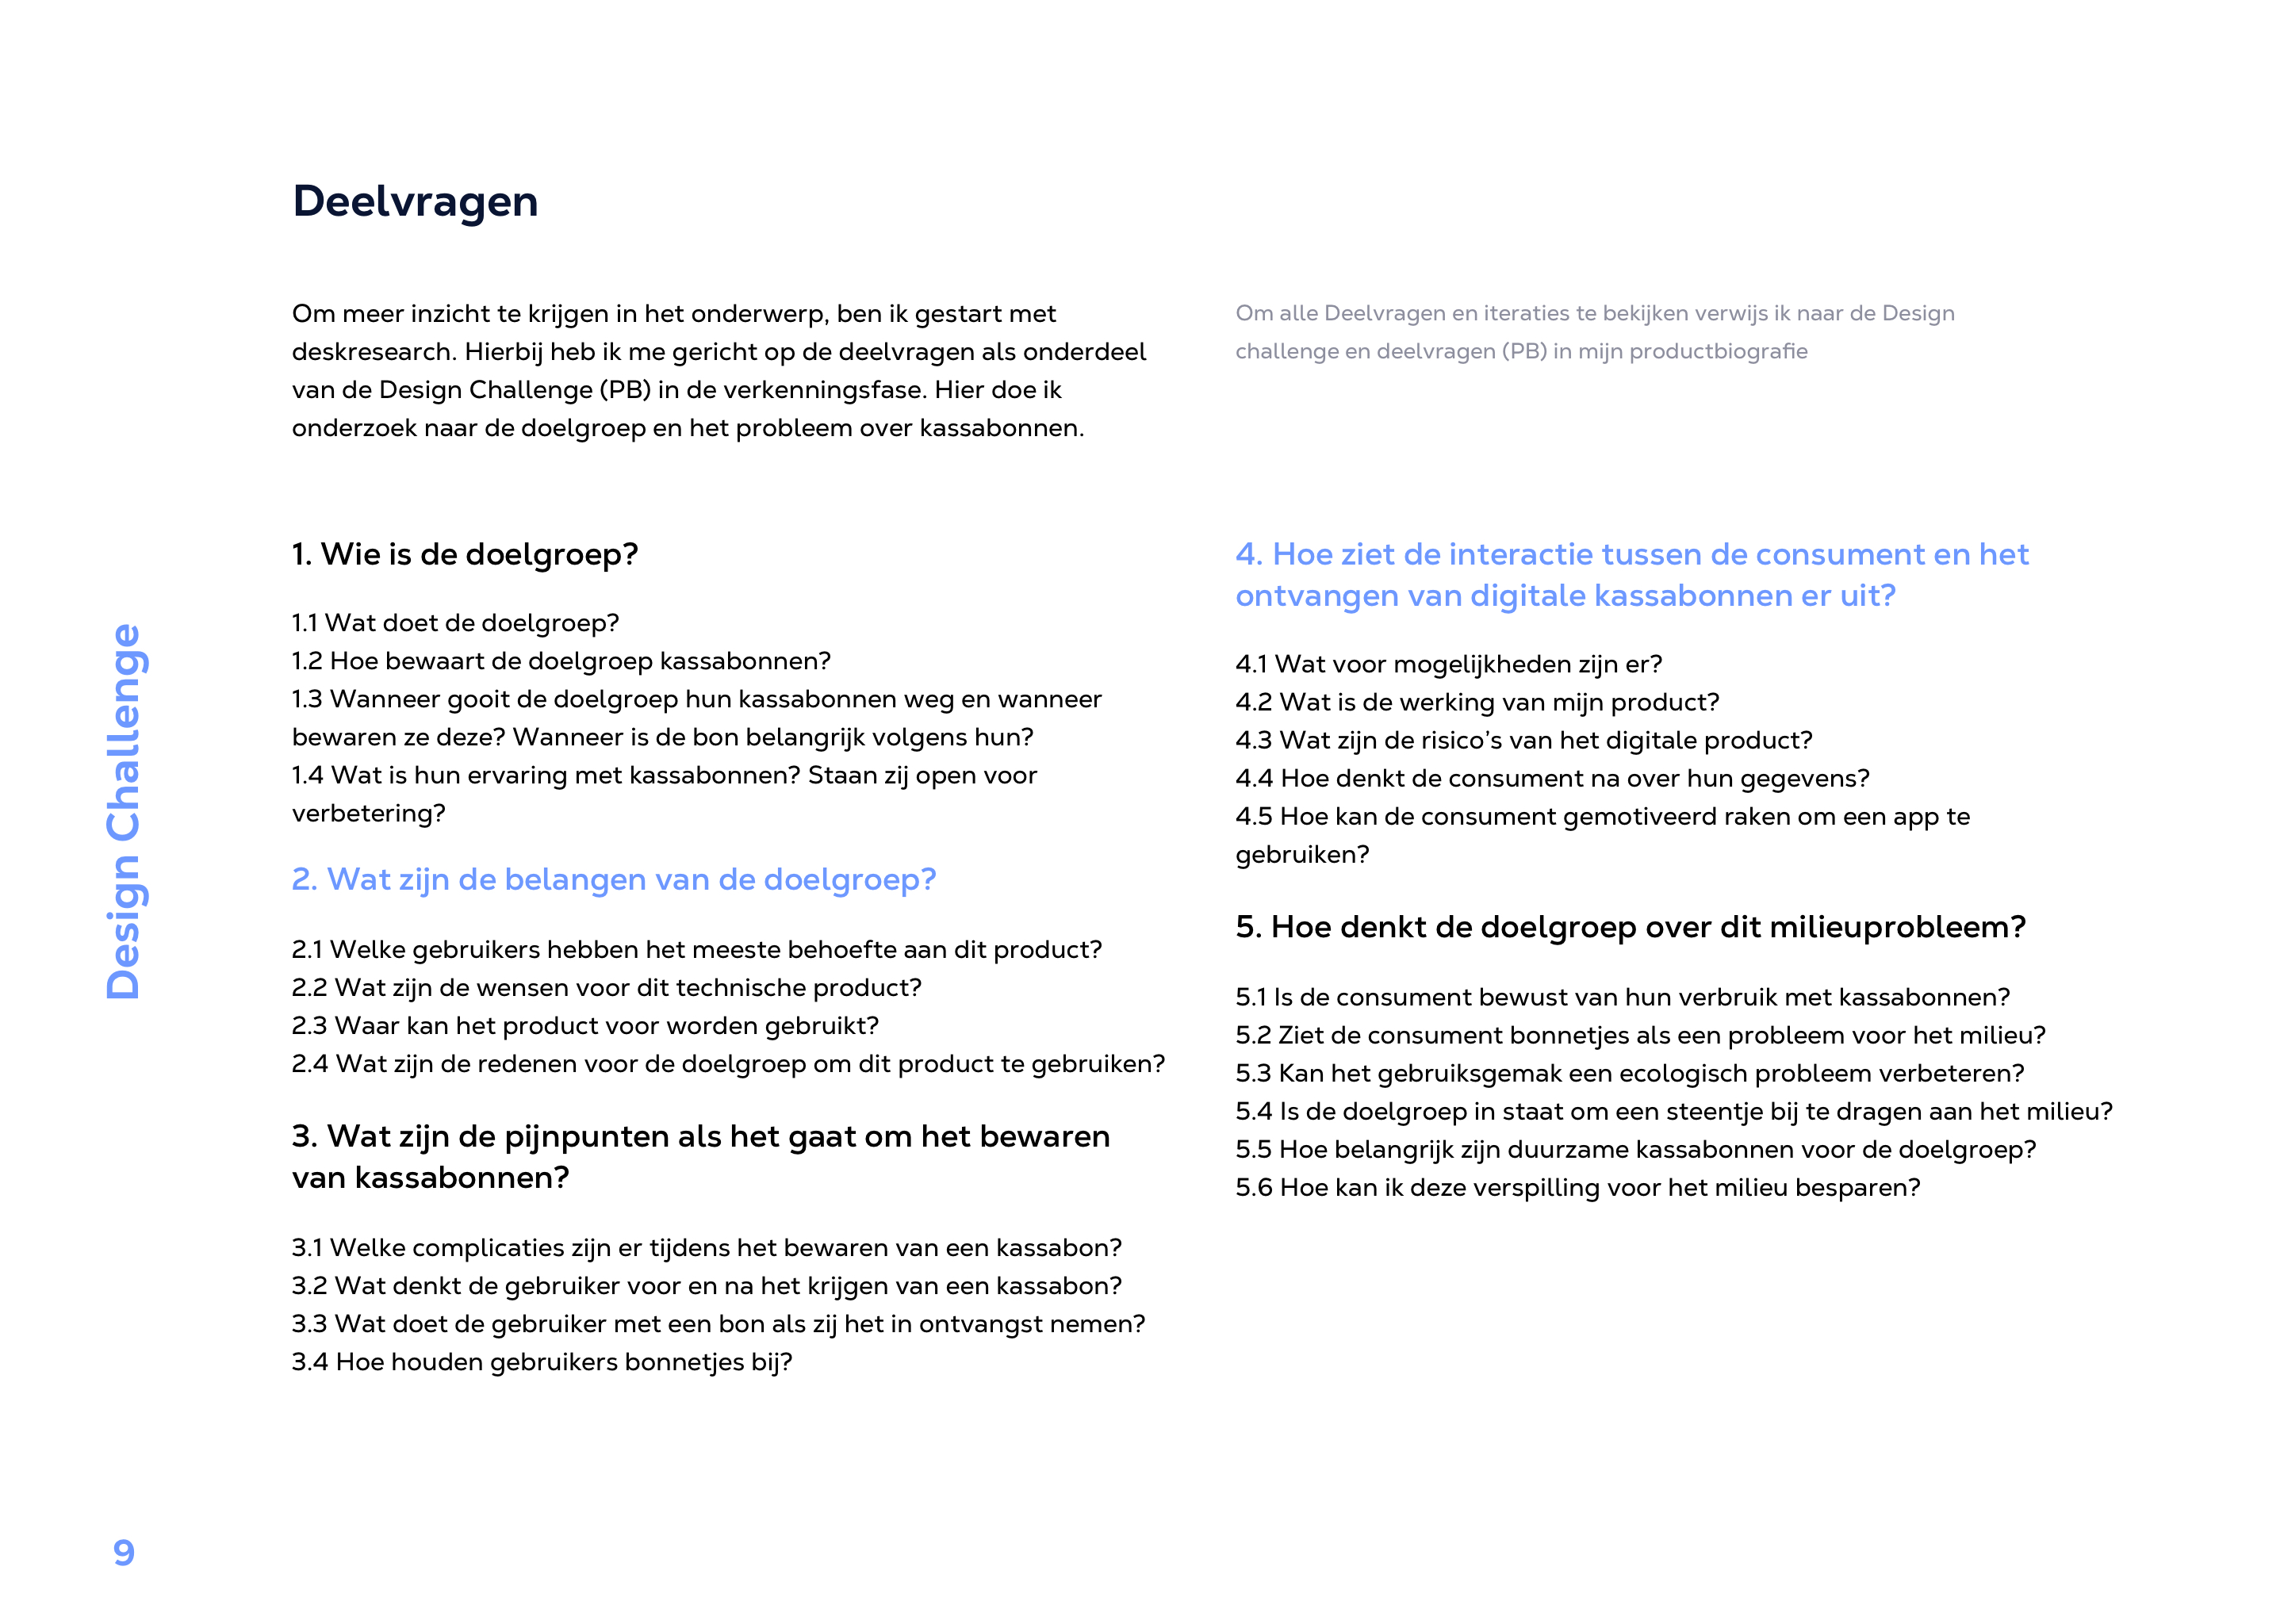 Deelvragen
Om meer inzicht te krijgen in het onderwerp, ben ik gestart met
deskresearch. Hierbij heb ik me gericht op de deelvragen als onderdeel
van de Design Challenge (PB) in de verkenningsfase. Hier doe ik
onderzoek naar de doelgroep en het probleem over kassabonnen.
Om alle Deelvragen en iteraties te bekijken verwijs ik naar de Design
challenge en deelvragen (PB) in mijn productbiografie
1. Wie is de doelgroep?
1.1 Wat doet de doelgroep?
1.2 Hoe bewaart de doelgroep kassabonnen?
1.3 Wanneer gooit de doelgroep hun kassabonnen weg en wanneer
bewaren ze deze? Wanneer is de bon belangrijk volgens hun?
1.4 Wat is hun ervaring met kassabonnen? Staan zij open voor
verbetering?
2. Wat zijn de belangen van de doelgroep?
2.1 Welke gebruikers hebben het meeste behoefte aan dit product?
2.2 Wat zijn de wensen voor dit technische product?
2.3 Waar kan het product voor worden gebruikt?
2.4 Wat zijn de redenen voor de doelgroep om dit product te gebruiken?
3. Wat zijn de pijnpunten als het gaat om het bewaren
van kassabonnen?
3.1 Welke complicaties zijn er tijdens het bewaren van een kassabon?
3.2 Wat denkt de gebruiker voor en na het krijgen van een kassabon?
3.3 Wat doet de gebruiker met een bon als zij het in ontvangst nemen?
3.4 Hoe houden gebruikers bonnetjes bij?
4. Hoe ziet de interactie tussen de consument en het
ontvangen van digitale kassabonnen er uit?
4.1 Wat voor mogelijkheden zijn er?
4.2 Wat is de werking van mijn product?
4.3 Wat zijn de risico’s van het digitale product?
4.4 Hoe denkt de consument na over hun gegevens?
4.5 Hoe kan de consument gemotiveerd raken om een app te
gebruiken?
5. Hoe denkt de doelgroep over dit milieuprobleem?
5.1 Is de consument bewust van hun verbruik met kassabonnen?
5.2 Ziet de consument bonnetjes als een probleem voor het milieu?
5.3 Kan het gebruiksgemak een ecologisch probleem verbeteren?
5.4 Is de doelgroep in staat om een steentje bij te dragen aan het milieu?
5.5 Hoe belangrijk zijn duurzame kassabonnen voor de doelgroep?
5.6 Hoe kan ik deze verspilling voor het milieu besparen?
Design Challenge
9